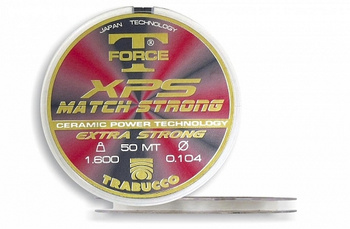 JAPAN TECHNOLOGY
T ®
FORCE
XPS
MATCH STRONG
CERAMIC POWER TECHNOLOGY
EXTRA STRONG
1.600 50 MT Ø 0.104
TRABUCCO